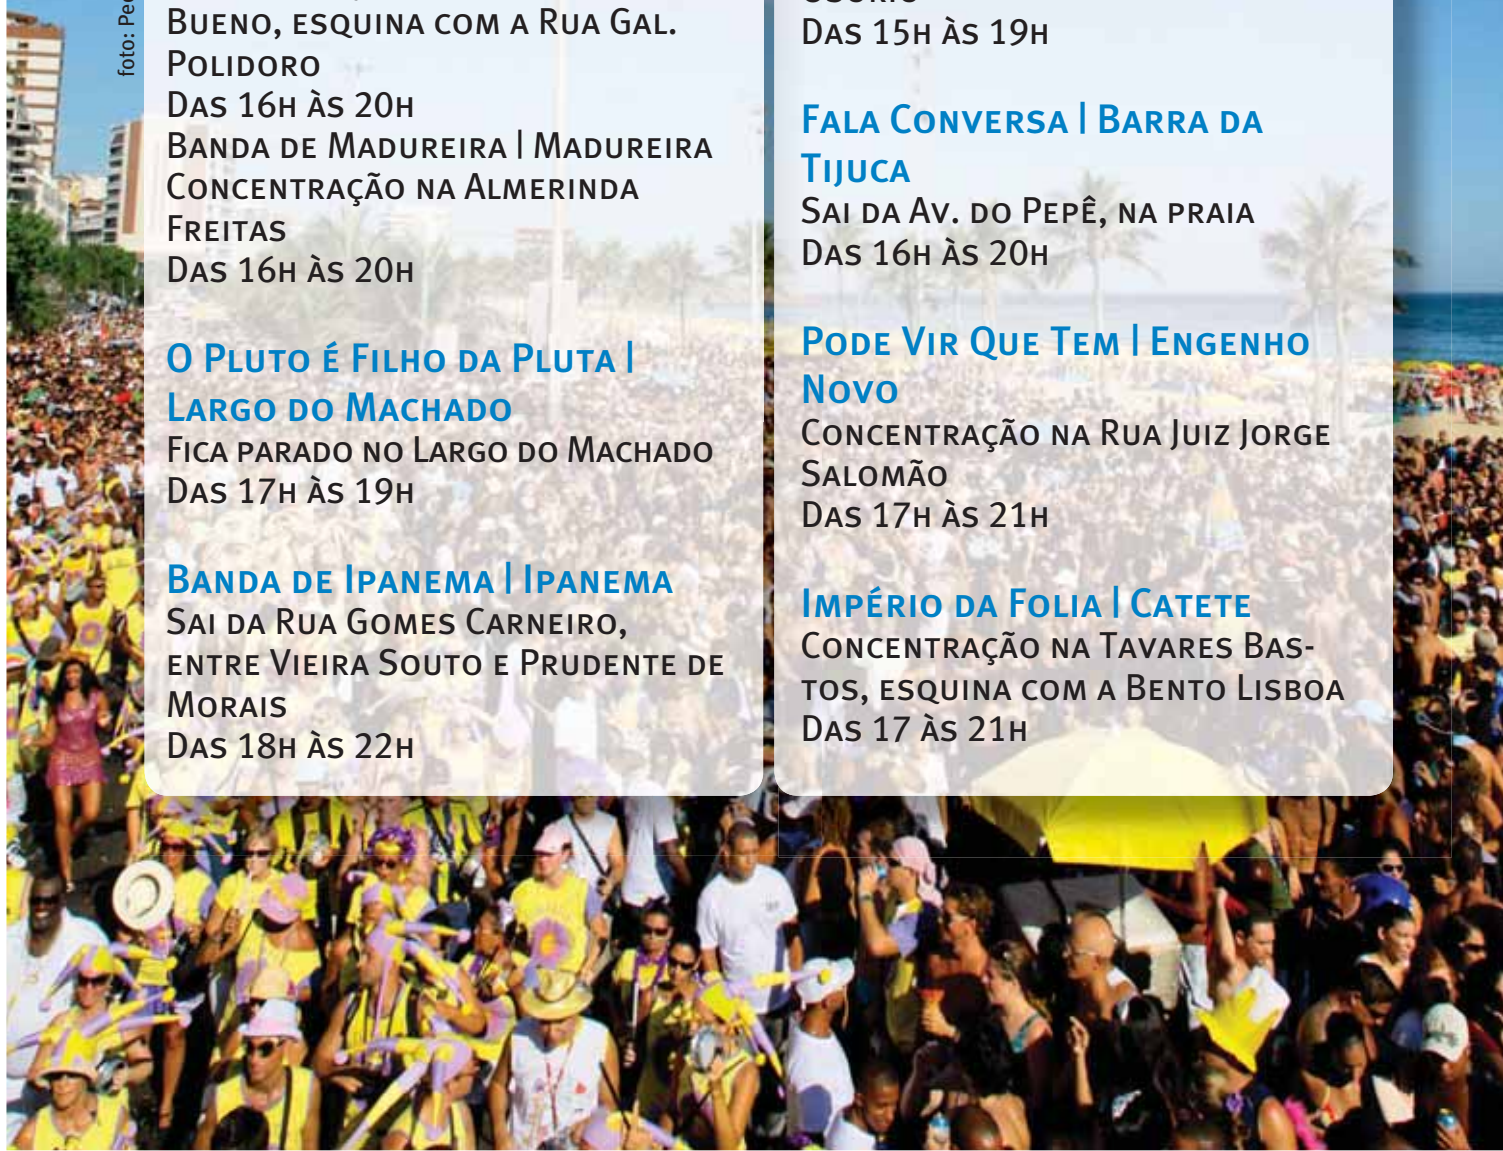 foto:
BUENO, ESQUINA COM A RUA GAL.
POLIDORO
DAS 16H ÀS 20H
BANDA DE MADUREIRA | MADUREIRA
CONCENTRAÇÃO NA ALMERINDA
FREITAS
DAS 16H ÀS 20H
O PLUTO É FILHO DA PLUTA |
LARGO DO MACHADO
FICA PARADO NO LARGO DO MACHADO
DAS 17H ÀS 19H
BANDA DE IPANEMA | IPANEMA
SAI DA RUA GOMES CARNEIRO,
ENTRE VIEIRA SOUTO E PRUDENTE DE
MORAIS
DAS 18H ÀS 22H
DAS 15H ÀS 19H
FALA CONVERSA | BARRA DA
TIJUCA
SAI DA AV. DO PEPÊ, NA PRAIA
DAS 16H ÀS 20H
PODE VIR QUE TEM | ENGENHO
NOVO
CONCENTRAÇÃO NA RUA JUIZ JORGE
SALOMÃO
DAS 17H ÀS 21H
IMPÉRIO DA FOLIA | CATETE
CONCENTRAÇÃO NA TAVARES BAS-
TOS, ESQUINA COM A BENTO LISBOA
DAS 17 ÀS 21H